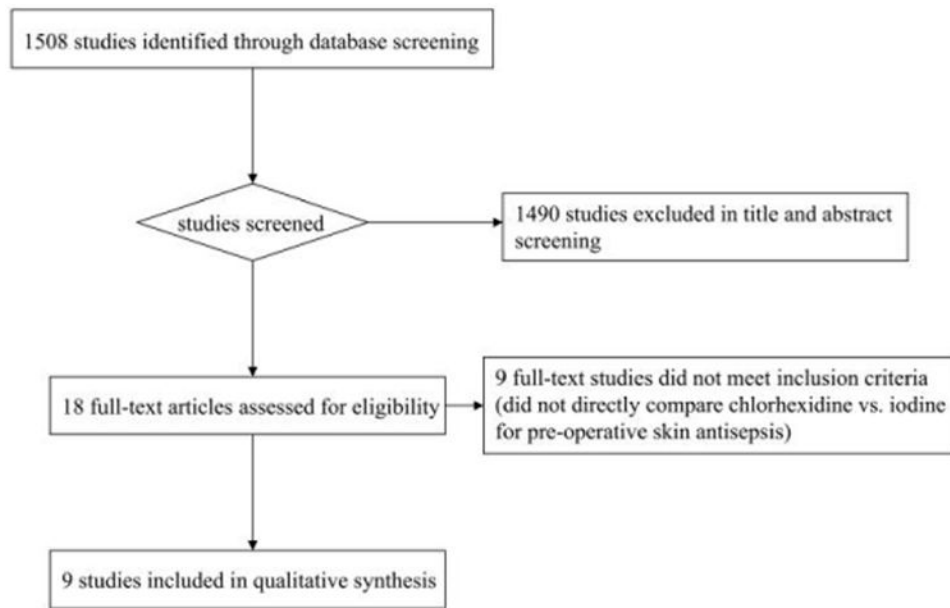 1508 studies identified through database screening
studies screened
1490 studies excluded in title and abstract
screening
18 full-text articles assessed for eligibility
9 full-text studies did not meet inclusion criteria
(did not directly compare chlorhexidine vs. iodine
for pre-operative skin antisepsis)
9 studies included in qualitative synthesis